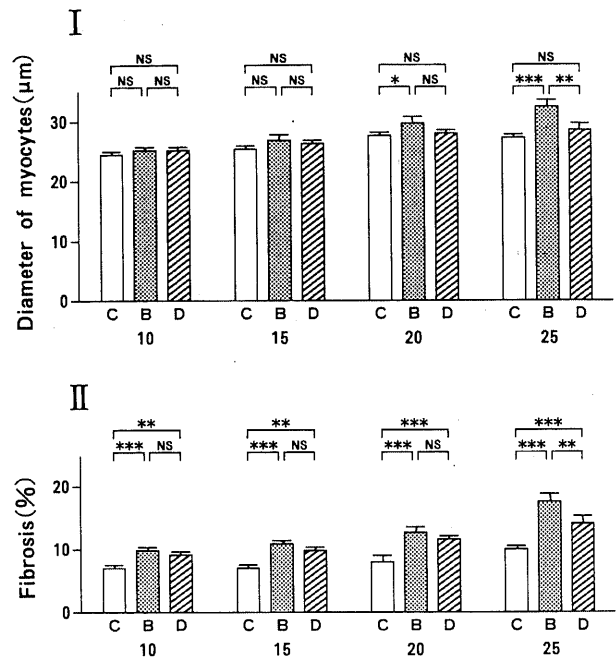 I
Diameter of myocytes(μm)
NS NS NS NS
NS NS NS NS * NS *** **
30
20
10
0
C B D C B D C B D C B D
10 15 20 25
II
Fibrosis(%)
** ** *** ***
*** NS *** NS *** NS *** **
20
10
0
C B D C B D C B D C B D
10 15 20 25